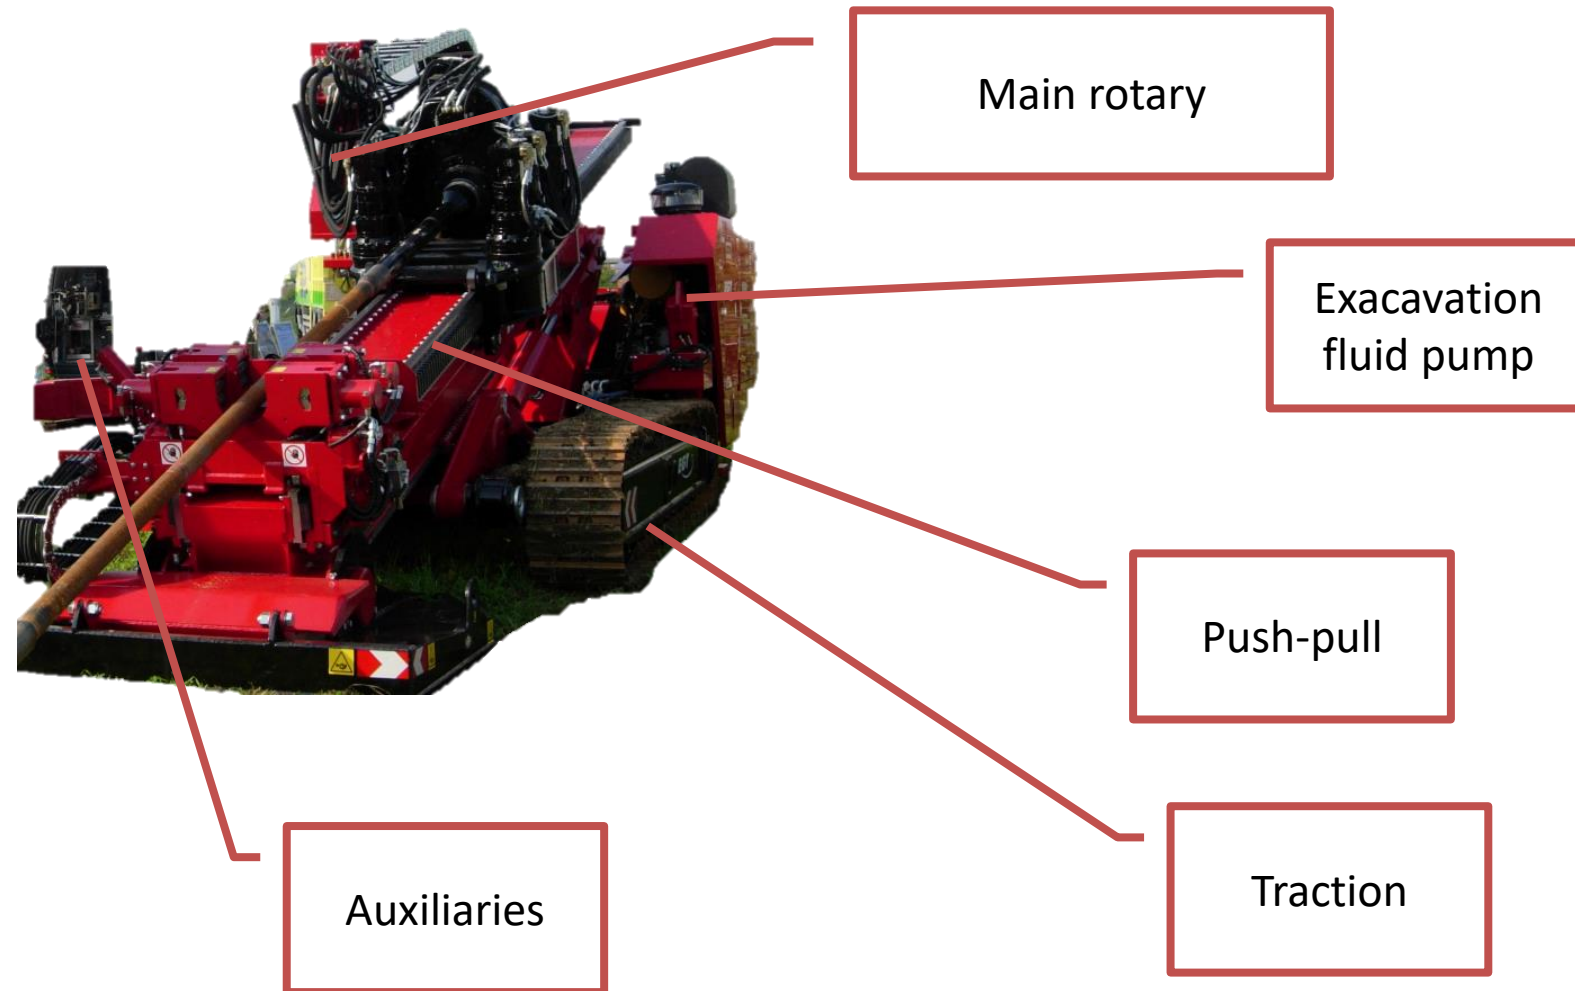 Main rotary
Exacavation
fluid pump
Push-pull
Traction
Auxiliaries